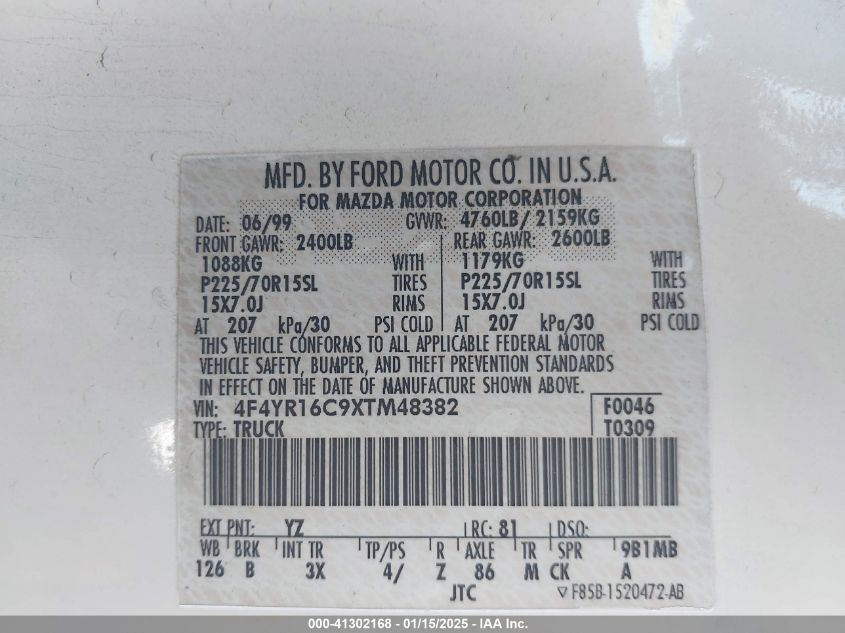 MFD. BY FORD MOTOR CO. IN U.S.A.
FOR MAZDA MOTOR CORPORATION
DATE: 06/99 GVWR: 4760LB/ 2159KG
FRONT GAWR: 2400LB REAR GAWR: 2600LB
1088KG WITH 1179KG WITH
P225/70R15SL TIRES P225/70R15SL TIRES
15X7.0J RIMS 15X7.0J RIMS
AT 207 kPa/30 PSI COLD AT 207 kPa/30 PSI COLD
THIS VEHICLE CONFORMS TO ALL APPLICABLE FEDERAL MOTOR
VEHICLE SAFETY, BUMPER, AND THEFT PREVENTION STANDARDS
IN EFFECT ON THE DATE OF MANUFACTURE SHOWN ABOVE.
VIN: 4F4YR16C9XTM48382 F0046
TYPE: TRUCK T0309
EXT PNT: YZ RC: 81 DSO:
WB BRK INT TR TP/PS R AXLE TR SPR 9B1MB
126 B 3X 4/ Z 86 M CK A
JTC ▽F85B-1520472-AB
000-41302168 - 01/15/2025 - IAA Inc.